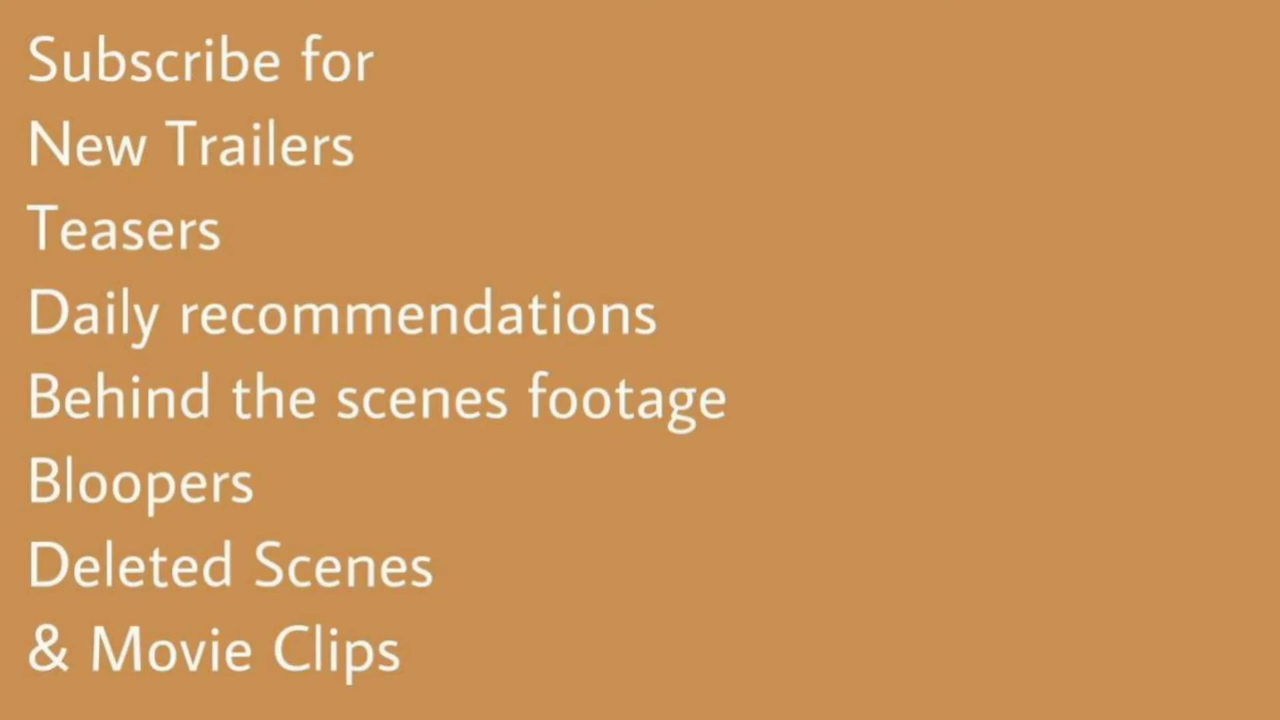 Subscribe for
New Trailers
Teasers
Daily recommendations
Behind the scenes footage
Bloopers
Deleted Scenes
& Movie Clips